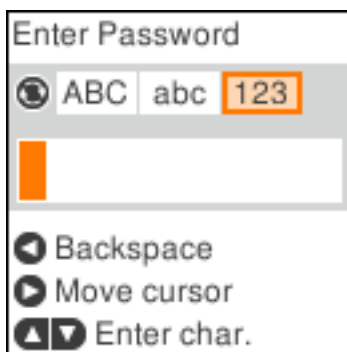 Enter Password
ABC abc 123
Backspace
Move cursor
Enter char.